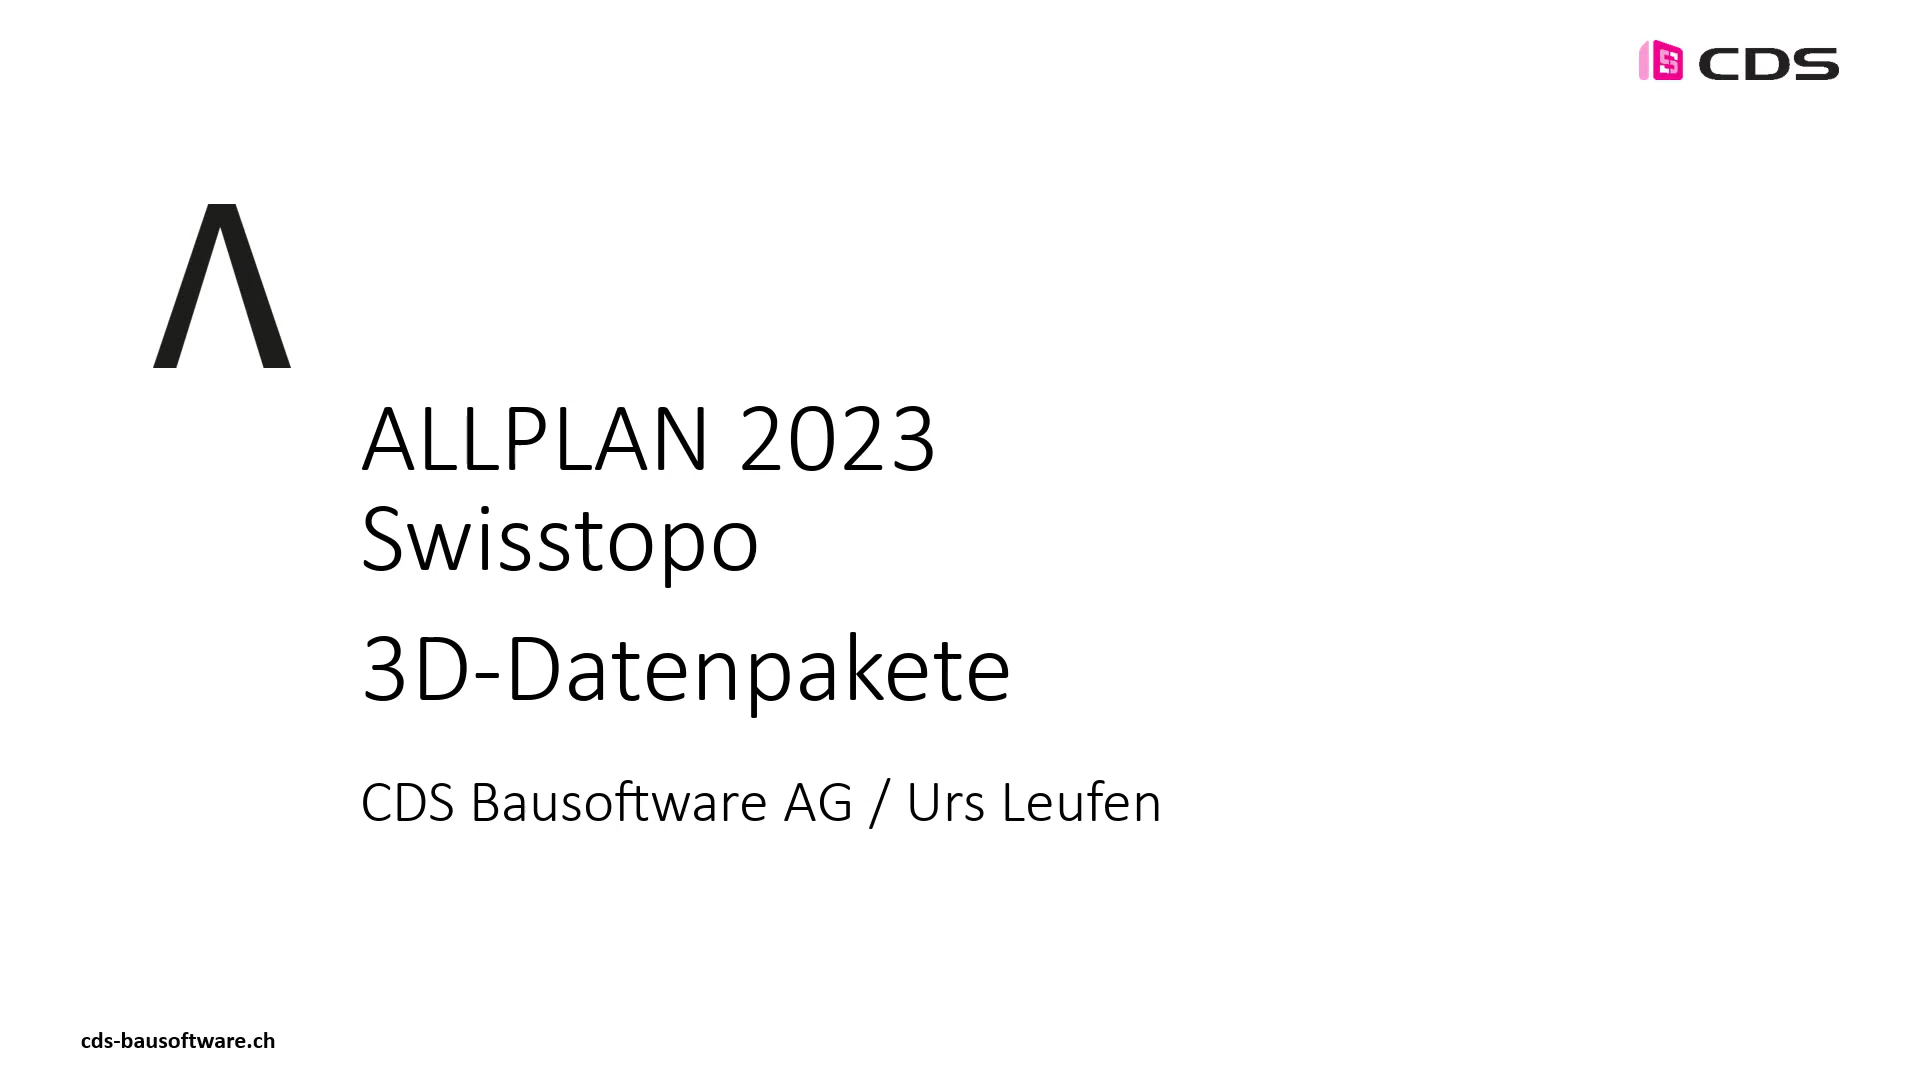 CDS
ALLPLAN 2023
Swisstopo
3D-Datenpakete
CDS Bausoftware AG / Urs Leufen
cds-bausoftware.ch